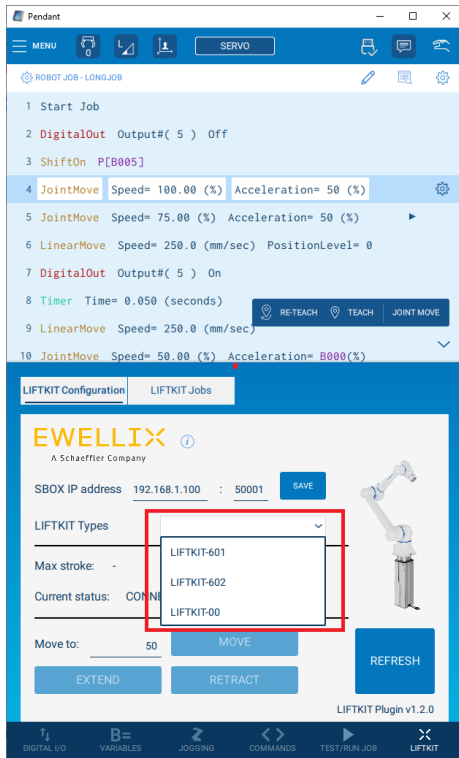 Pendant
MENU 0 SERVO
ROBOT JOB - LONGJOB
1 Start Job
2 DigitalOut Output#( 5 ) Off
3 ShiftOn P[B005]
4 JointMove Speed= 100.00 (%) Acceleration= 50 (%)
5 JointMove Speed= 75.00 (%) Acceleration= 50 (%)
6 LinearMove Speed= 250.0 (mm/sec) PositionLevel= 0
7 DigitalOut Output#( 5 ) On
8 Timer Time= 0.050 (seconds)
RE-TEACH TEACH JOINT MOVE
9 LinearMove Speed= 250.0 (mm/sec)
10 JointMove Speed= 50.00 (%) Acceleration= B000(%)
LIFTKIT Configuration LIFTKIT Jobs
EWELLIX
A Schaeffler Company
SBOX IP address 192.168.1.100 : 50001 SAVE
LIFTKIT Types
LIFTKIT-601
LIFTKIT-602
LIFTKIT-00
Max stroke: -
Current status: CONNE
Move to: 50 MOVE
EXTEND RETRACT
REFRESH
LIFTKIT Plugin v1.2.0
DIGITAL I/O B= VARIABLES JOGGING COMMANDS TEST/RUN JOB LIFTKIT